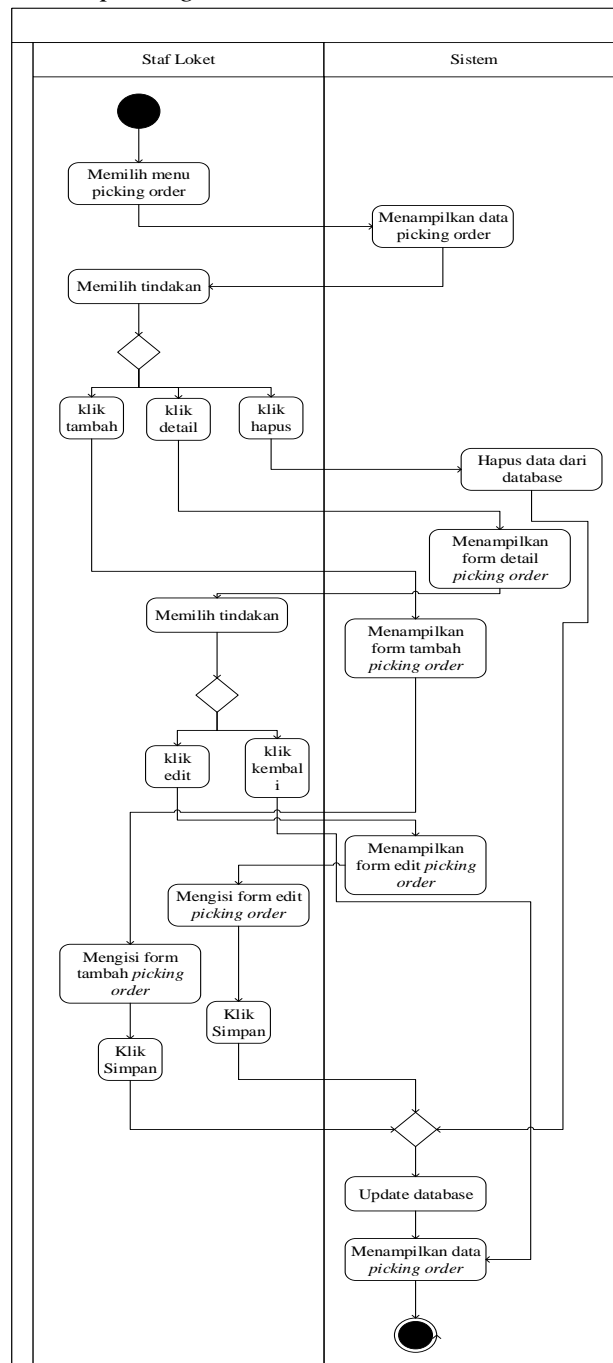 Staf Loket
Sistem
Memilih menu
picking order
Menampilkan data
picking order
Memilih tindakan
klik
tambah
klik
detail
klik
hapus
Hapus data dari
database
Menampilkan
form detail
picking order
Memilih tindakan
Menampilkan
form tambah
picking order
klik
edit
klik
kembal
i
Menampilkan
form edit picking
order
Mengisi form edit
picking order
Mengisi form
tambah picking
order
Klik
Simpan
Klik
Simpan
Update database
Menampilkan data
picking order